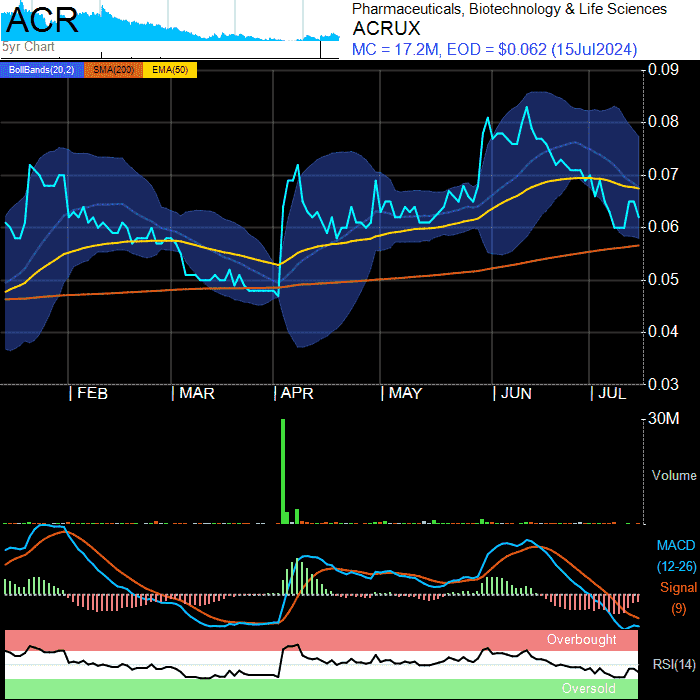 ACR
5yr Chart
Pharmaceuticals, Biotechnology & Life Sciences
ACRUX
MC = 17.2M, EOD = $0.062 (15Jul2024)
BollBands(20,2) SMA(200) EMA(50)
0.09
0.08
0.07
0.06
0.05
0.04
0.03
FEB MAR APR MAY JUN JUL
30M
Volume
MACD
(12-26)
Signal
(9)
Overbought
RSI(14)
Oversold